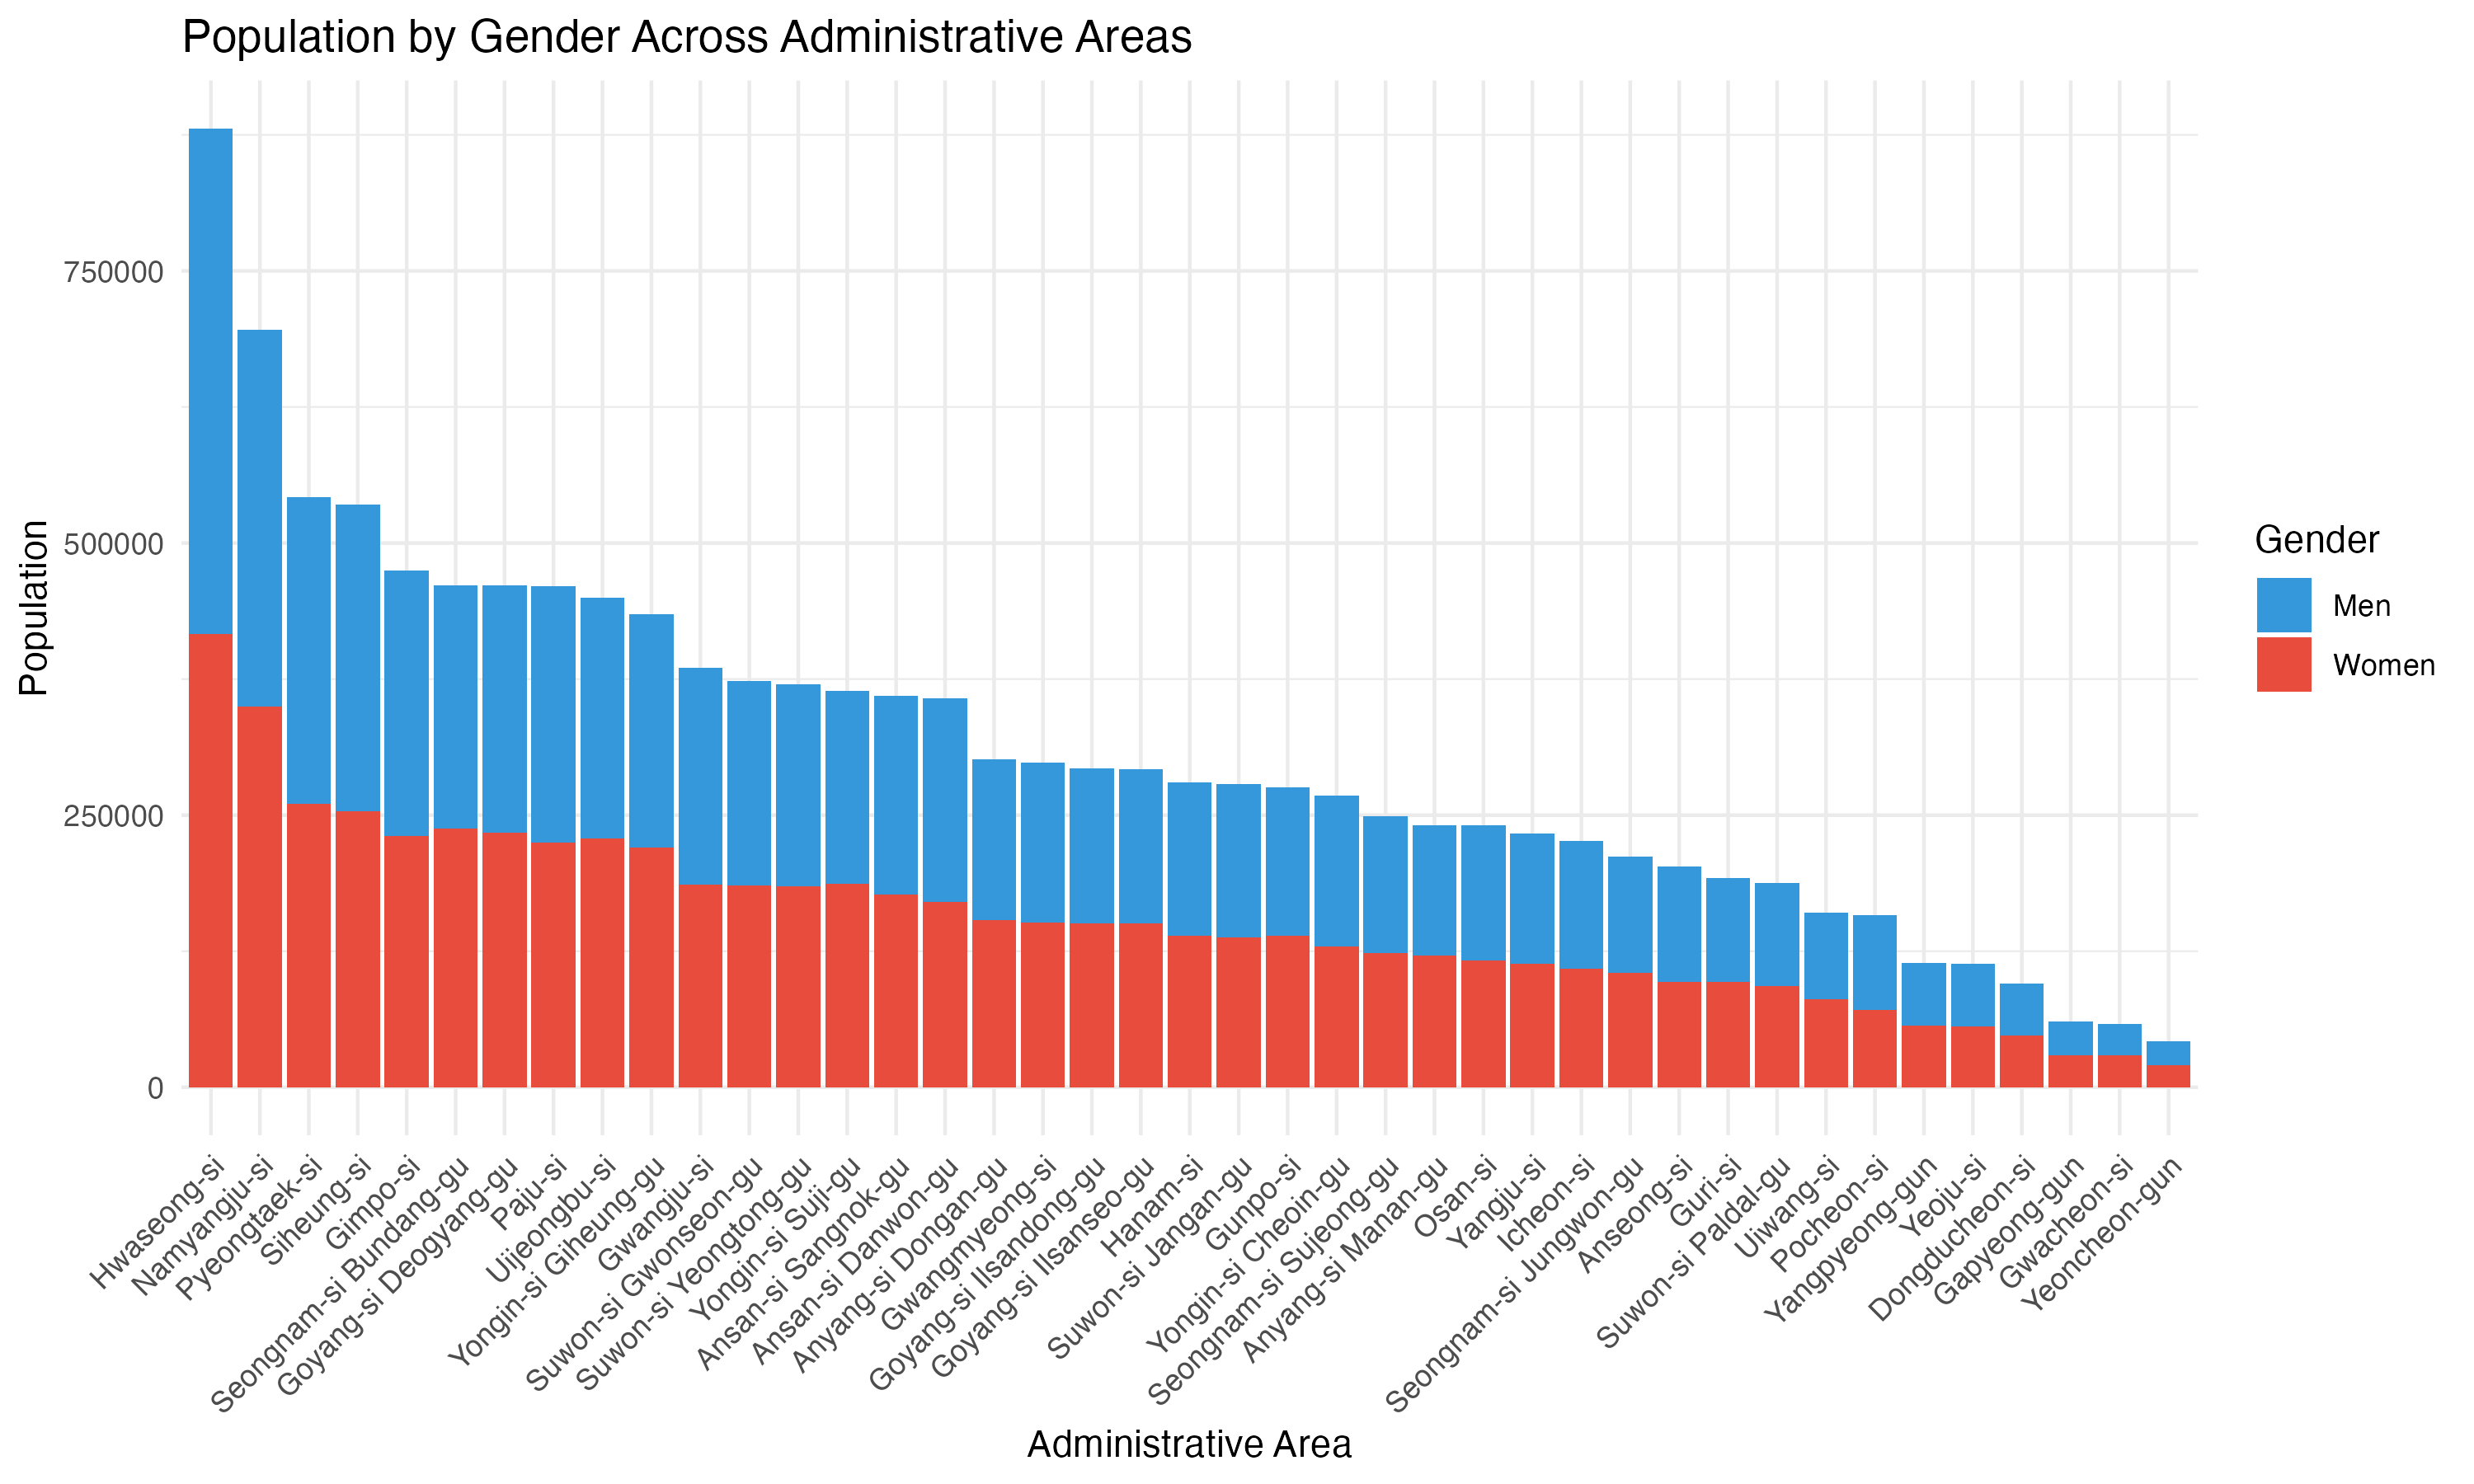 Population by Gender Across Administrative Areas
Population
750000
500000
250000
0
Hwaseong-si
Namyangju-si
Pyeongtaek-si
Siheung-si
Gimpo-si
Seongnam-si Bundang-gu
Goyang-si Deogyang-gu
Paju-si
Uijeongbu-si
Yongin-si Giheung-gu
Gwangju-si
Suwon-si Gwonseon-gu
Suwon-si Yeongtong-gu
Yongin-si Suji-gu
Ansan-si Sangnok-gu
Ansan-si Danwon-gu
Anyang-si Dongan-gu
Gwangmyeong-si
Goyang-si Ilsandong-gu
Goyang-si Ilsanseo-gu
Hanam-si
Suwon-si Jangan-gu
Gunpo-si
Yongin-si Cheoin-gu
Seongnam-si Sujeong-gu
Anyang-si Manan-gu
Osan-si
Yangju-si
Icheon-si
Seongnam-si Jungwon-gu
Anseong-si
Guri-si
Suwon-si Paldal-gu
Uiwang-si
Pocheon-si
Yangpyeong-gun
Yeoju-si
Dongducheon-si
Gapyeong-gun
Gwacheon-si
Yeoncheon-gun
Administrative Area
Gender
Men
Women